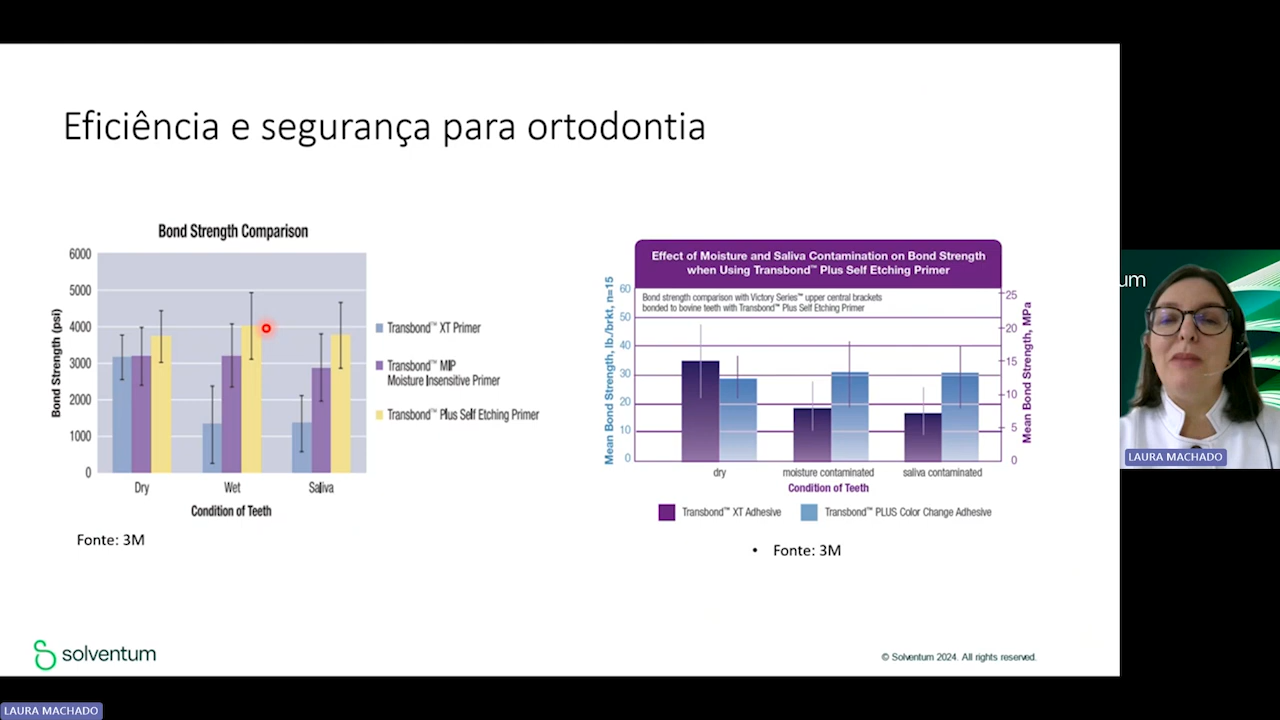 Eficiência e segurança para ortodontia
Bond Strength Comparison
Bond Strength (psi)
6000
5000
4000
3000
2000
1000
0
Dry
Wet
Saliva
Condition of Teeth
Transbond™ XT Primer
Transbond™ MIP
Moisture Insensitive Primer
Transbond™ Plus Self Etching Primer
Fonte: 3M
Effect of Moisture and Saliva Contamination on Bond Strength
when Using Transbond™ Plus Self Etching Primer
Bond strength comparison with Victory Series™ upper central brackets
bonded to bovine teeth with Transbond™ Plus Self Etching Primer
Mean Bond Strength, lb./brkt, n=15
60
50
40
30
20
10
0
25
20
15
10
5
0
Mean Bond Strength, MPa
dry
moisture contaminated
saliva contaminated
Condition of Teeth
Transbond™ XT Adhesive
Transbond™ PLUS Color Change Adhesive
• Fonte: 3M
solventum
© Solventum 2024. All rights reserved.
um
LAURA MACHADO
LAURA MACHADO